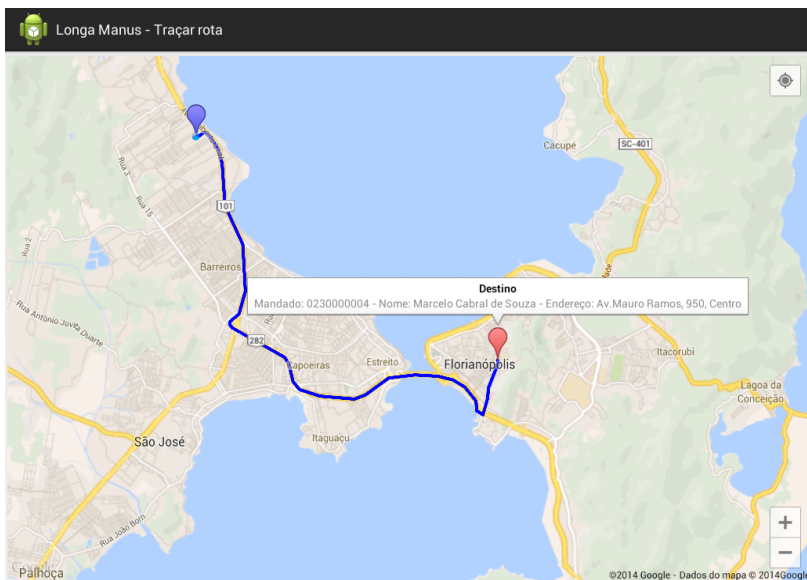 Longa Manus - Traçar rota
Cacupé
SC-401
Rua 3
Rua 15
101
Rua 2
Barreiros
Destino
Mandado: 0230000004 - Nome: Marcelo Cabral de Souza - Endereço: Av.Mauro Ramos, 950, Centro
Rua Antônio Jovita Duarte
282
Capoeiras
Estreito
Florianópolis
Itacorubi
Lagoa da
Conceição
São José
Itaguaçu
Rua João Born
Palhoça
+
−
©2014 Google - Dados do mapa © 2014Google